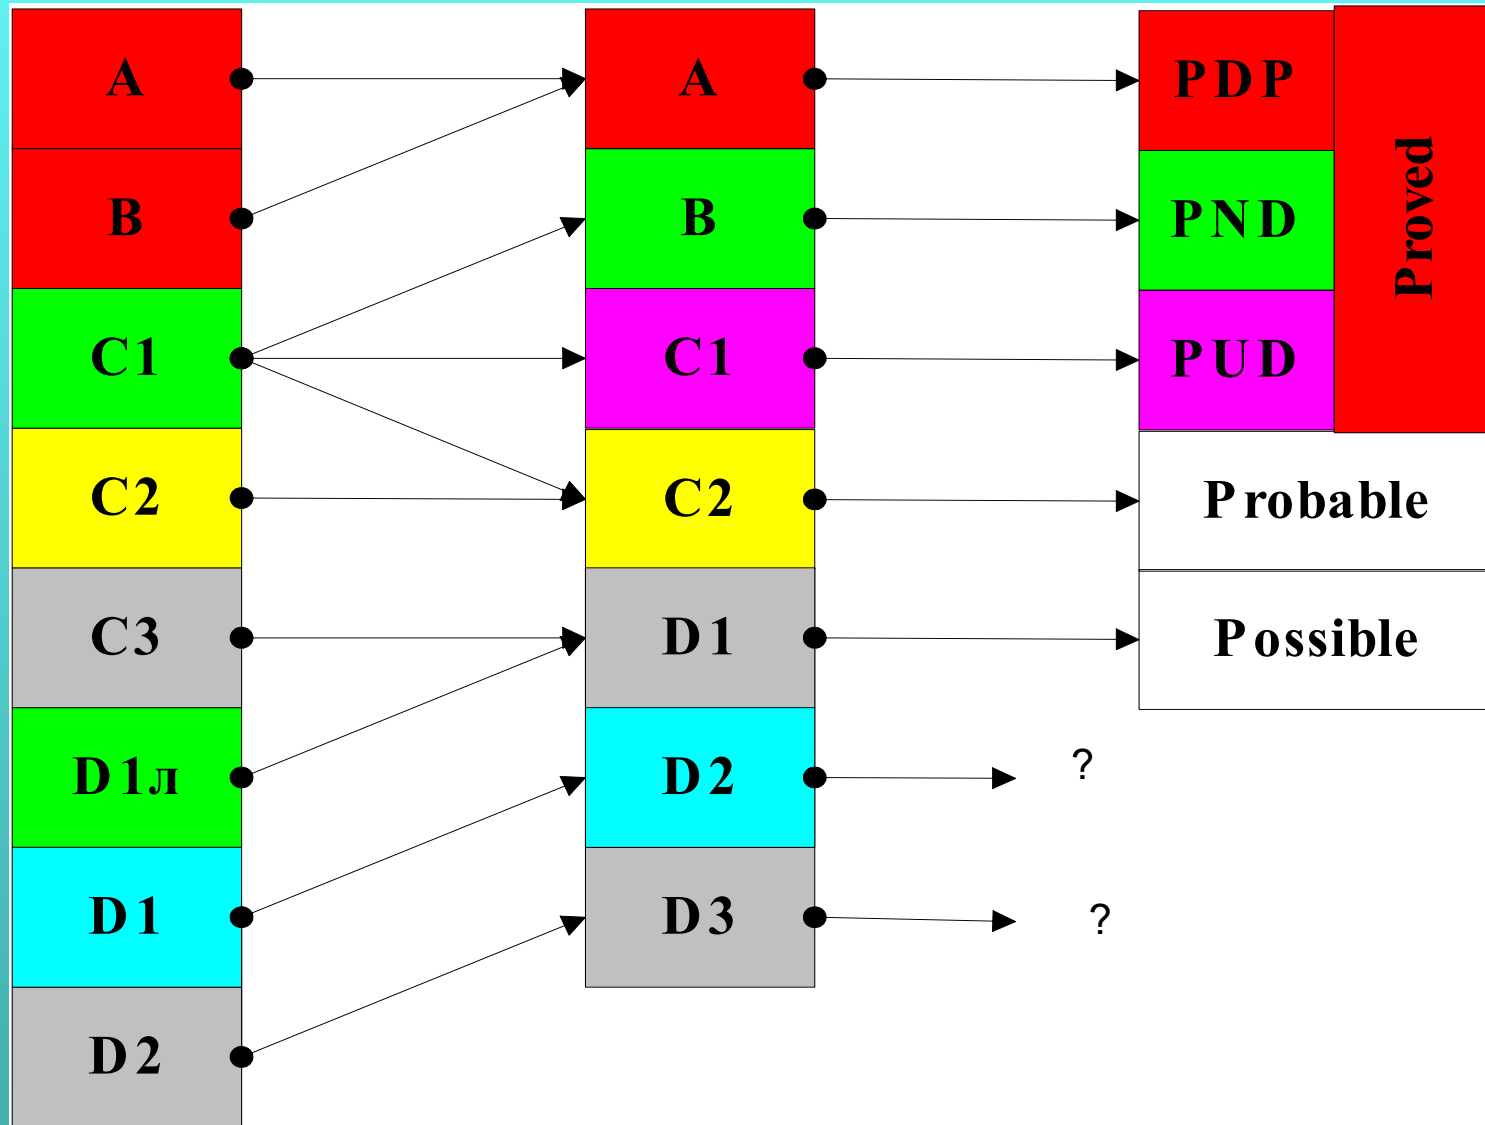 A
B
C1
C2
C3
D1л
D1
D2
A
B
C1
C2
D1
D2
D3
PDP
PND
PUD
Proved
Probable
Possible
?
?